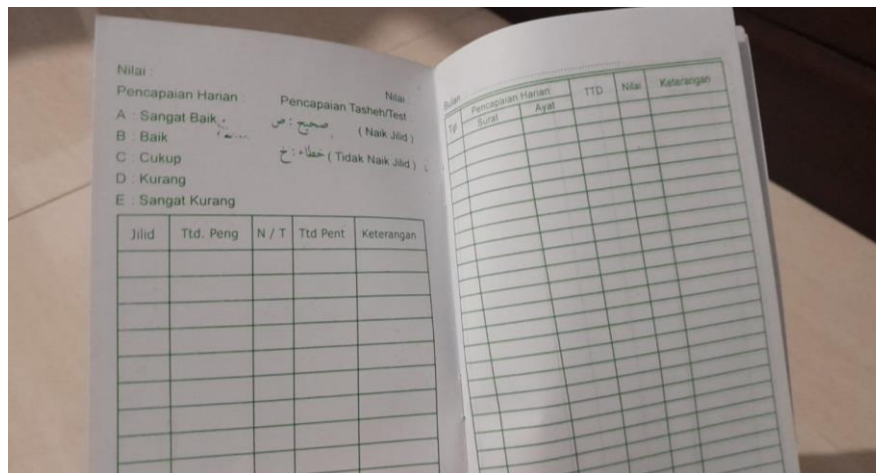 Nilai :
Pencapaian Harian :
A : Sangat Baik
B : Baik
C : Cukup
D : Kurang
E : Sangat Kurang
Nilai :
Pencapaian Tasheh/Test
ص : صحيح ( Naik Jilid )
خ : خطاء ( Tidak Naik Jilid )
Jilid Ttd. Peng N / T Ttd Pent Keterangan
Bulan
Tgl Pencapaian Harian TTD Nilai Keterangan
Surat Ayat